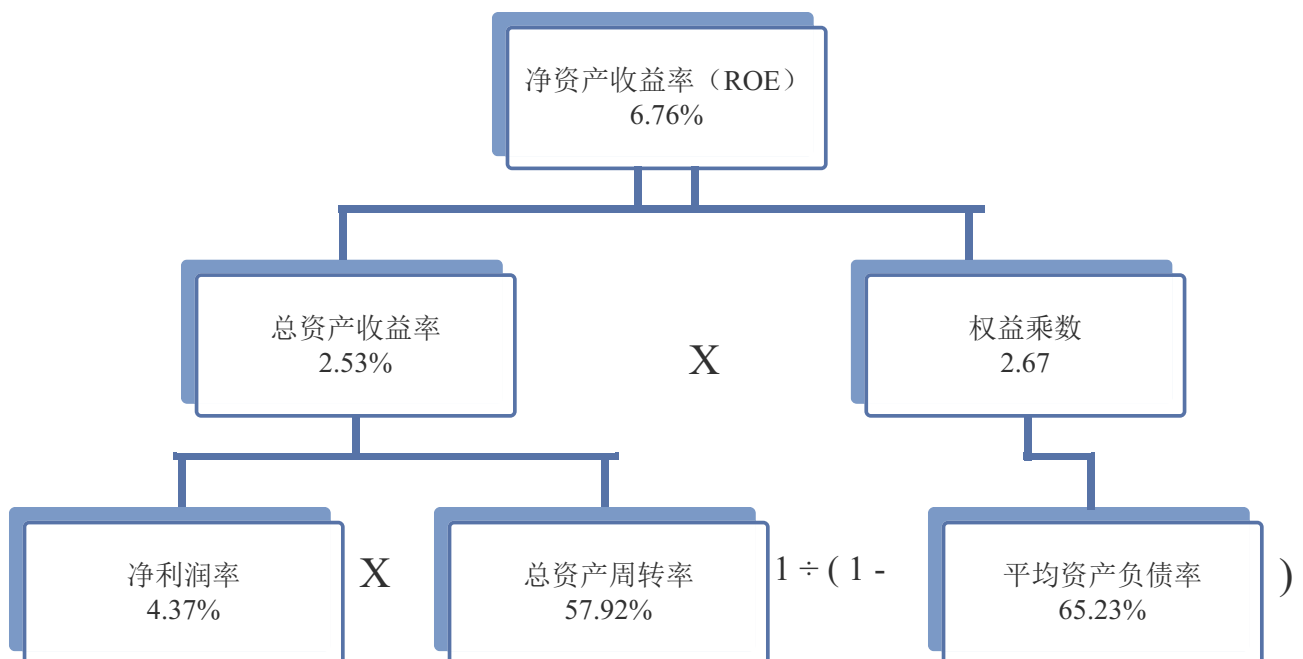 净资产收益率（ROE）
6.76%
总资产收益率
2.53%
X
权益乘数
2.67
净利润率
4.37%
X
总资产周转率
57.92%
1 ÷ ( 1 -
平均资产负债率
65.23%
)